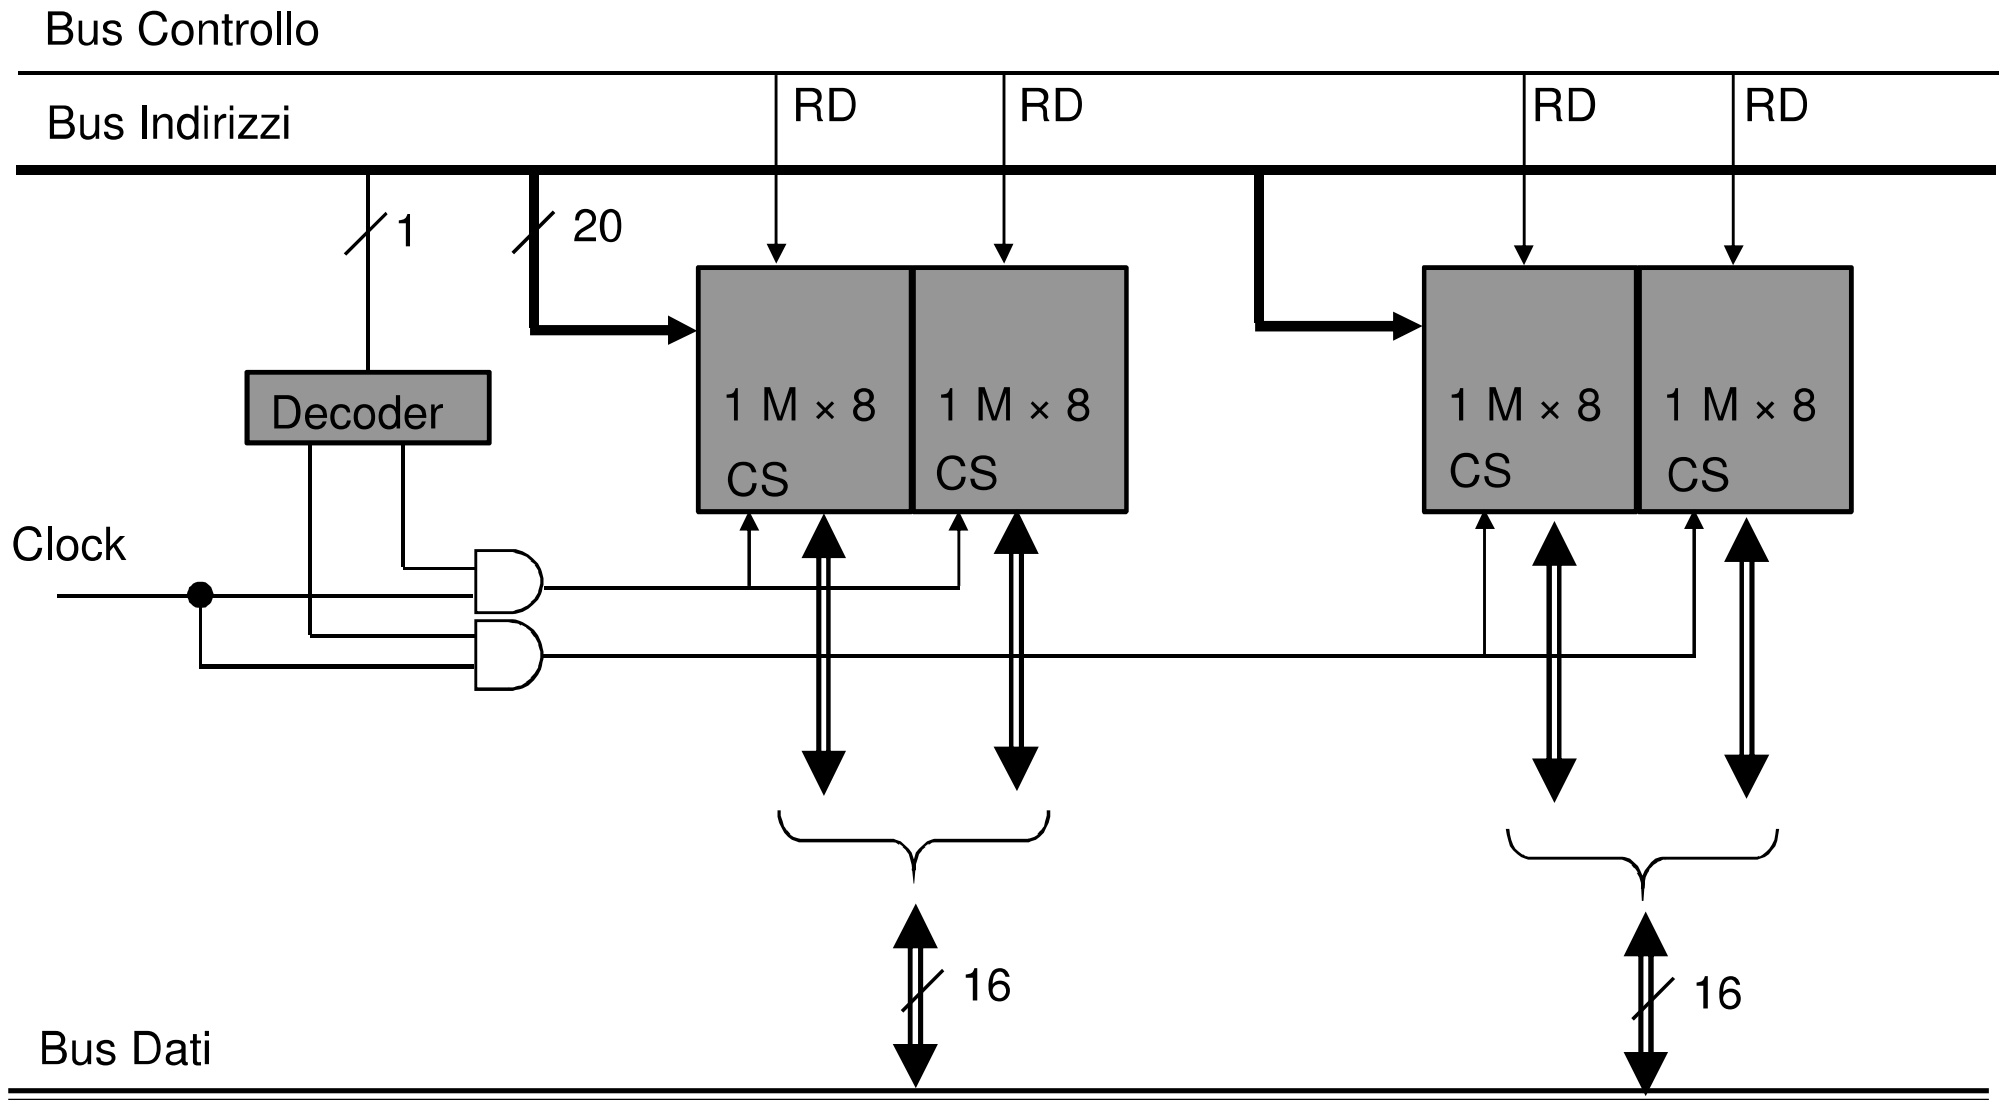 Bus Controllo
RD RD RD RD
Bus Indirizzi
1 20
Decoder
1 M × 8 1 M × 8 1 M × 8 1 M × 8
CS CS CS CS
Clock
16 16
Bus Dati